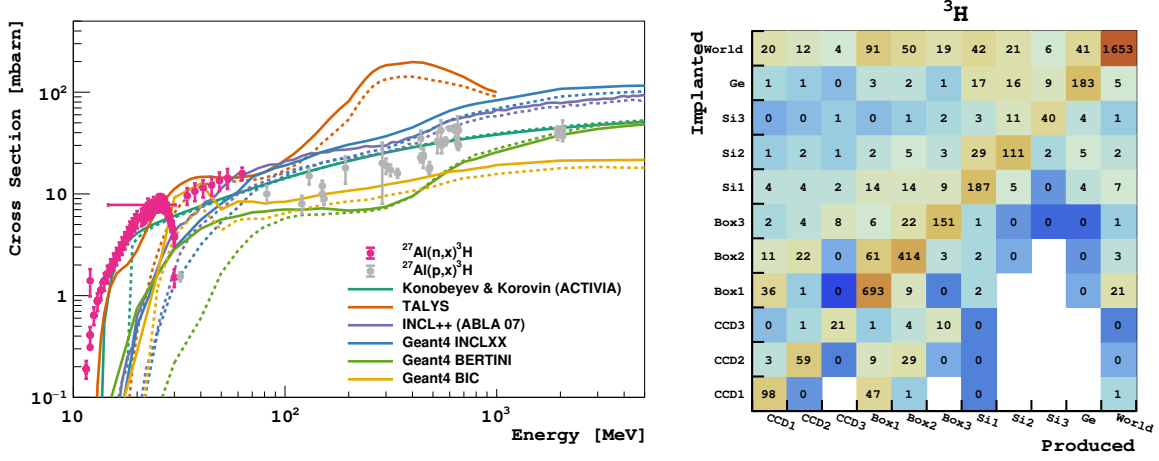 Cross Section [mbarn]
10²
10
1
10⁻¹
10
10²
10³
Energy [MeV]
²⁷Al(n,x)³H
²⁷Al(p,x)³H
Konobeyev & Korovin (ACTIVIA)
TALYS
INCL++ (ABLA 07)
Geant4 INCLXX
Geant4 BERTINI
Geant4 BIC
³H
Implanted
World 20 12 4 91 50 19 42 21 6 41 1653
Ge 1 1 0 3 2 1 17 16 9 183 5
Si3 0 0 1 0 1 2 3 11 40 4 1
Si2 1 2 1 2 5 3 29 111 2 5 2
Si1 4 4 2 14 14 9 187 5 0 4 7
Box3 2 4 8 6 22 151 1 0 0 0 1
Box2 11 22 0 61 414 3 2 0 0 3
Box1 36 1 0 693 9 0 2 0 21
CCD3 0 1 21 1 4 10 0 0
CCD2 3 59 0 9 29 0 0
CCD1 98 0 47 1 0 1
CCD1 CCD2 CCD3 Box1 Box2 Box3 Si1 Si2 Si3 Ge World
Produced